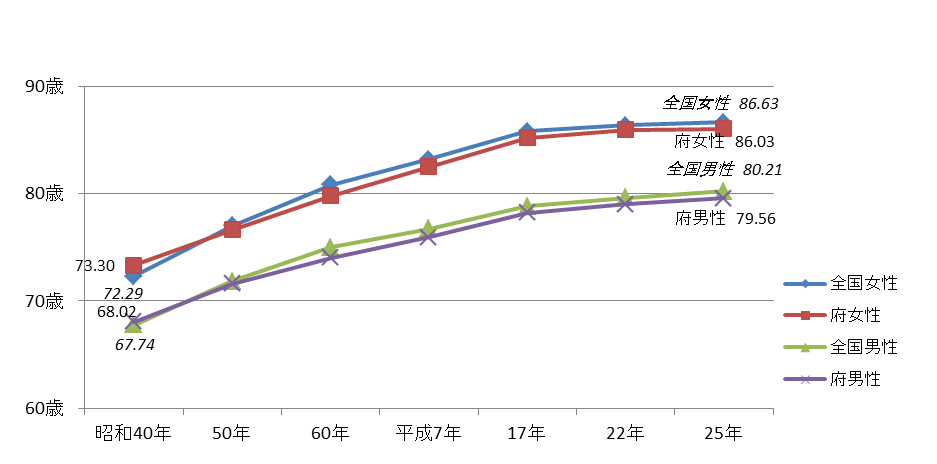 90歳
全国女性 86.63
府女性 86.03
全国男性 80.21
80歳
府男性 79.56
73.30
72.29
全国女性
70歳
68.02
府女性
67.74
全国男性
府男性
60歳
昭和40年 50年 60年 平成7年 17年 22年 25年